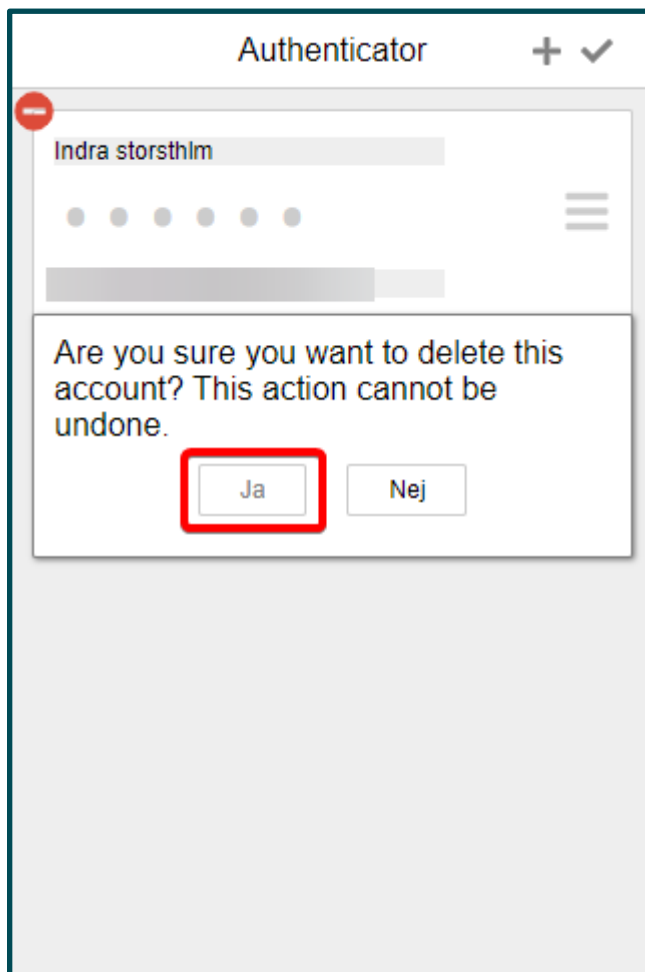 Authenticator
Indra storsthlm
Are you sure you want to delete this
account? This action cannot be
undone.
Ja Nej